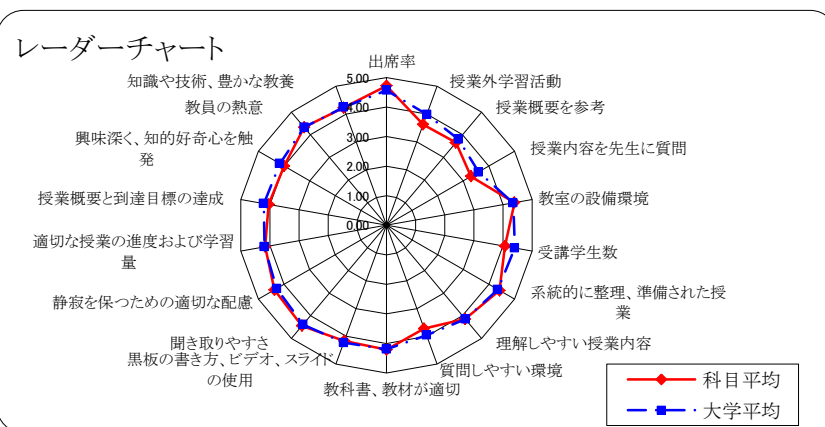 レーダーチャート
出席率
授業外学習活動
授業概要を参考
授業内容を先生に質問
教室の設備環境
受講学生数
系統的に整理、準備された授
業
理解しやすい授業内容
質問しやすい環境
教科書、教材が適切
黒板の書き方、ビデオ、スライド
の使用
聞き取りやすさ
静寂を保つための適切な配慮
適切な授業の進度および学習
量
授業概要と到達目標の達成
興味深く、知的好奇心を触
発
教員の熱意
知識や技術、豊かな教養
5.00
4.00
3.00
2.00
1.00
0.00
科目平均
大学平均